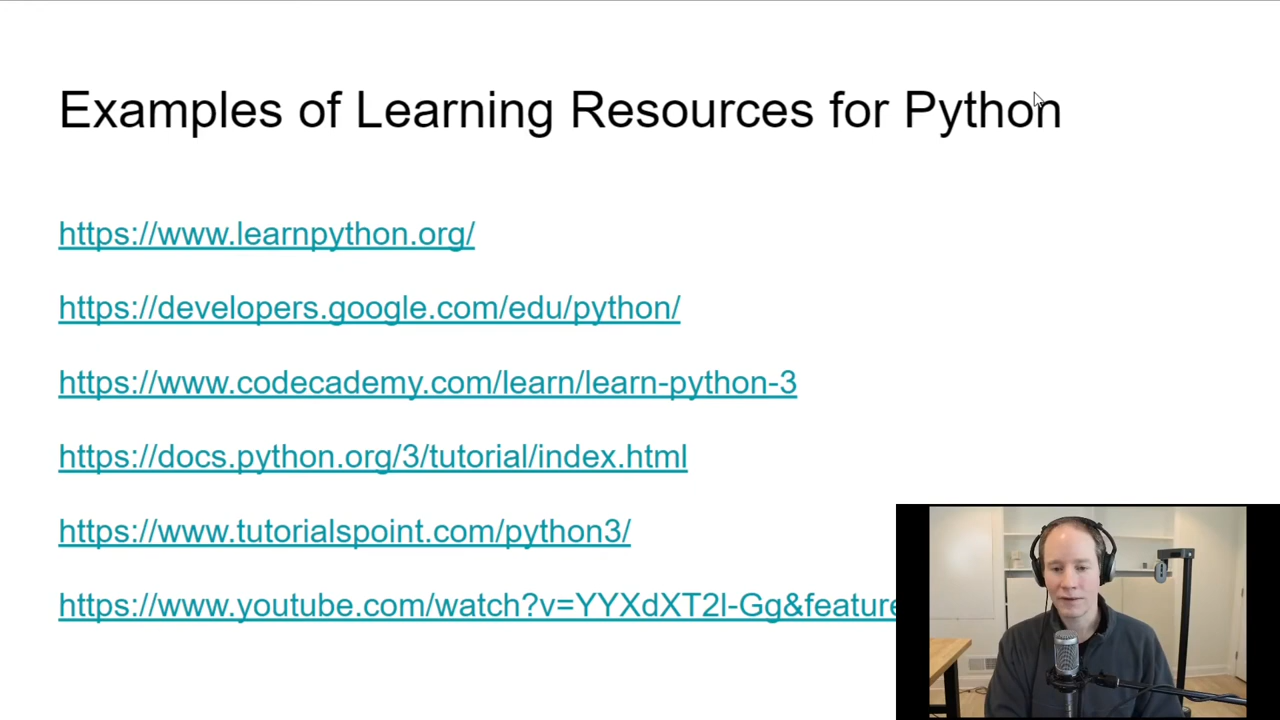 Examples of Learning Resources for Python
https://www.learnpython.org/
https://developers.google.com/edu/python/
https://www.codecademy.com/learn/learn-python-3
https://docs.python.org/3/tutorial/index.html
https://www.tutorialspoint.com/python3/
https://www.youtube.com/watch?v=YYXdXT2l-Gg&feature